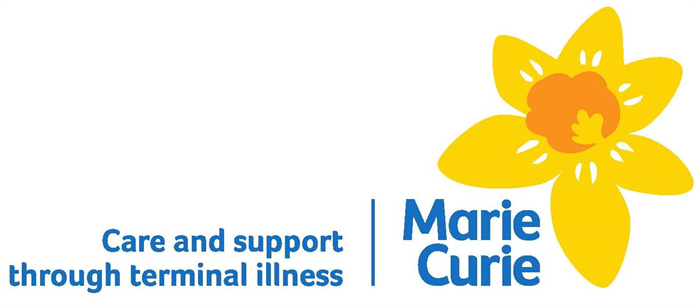 Care and support
through terminal illness
Marie
Curie